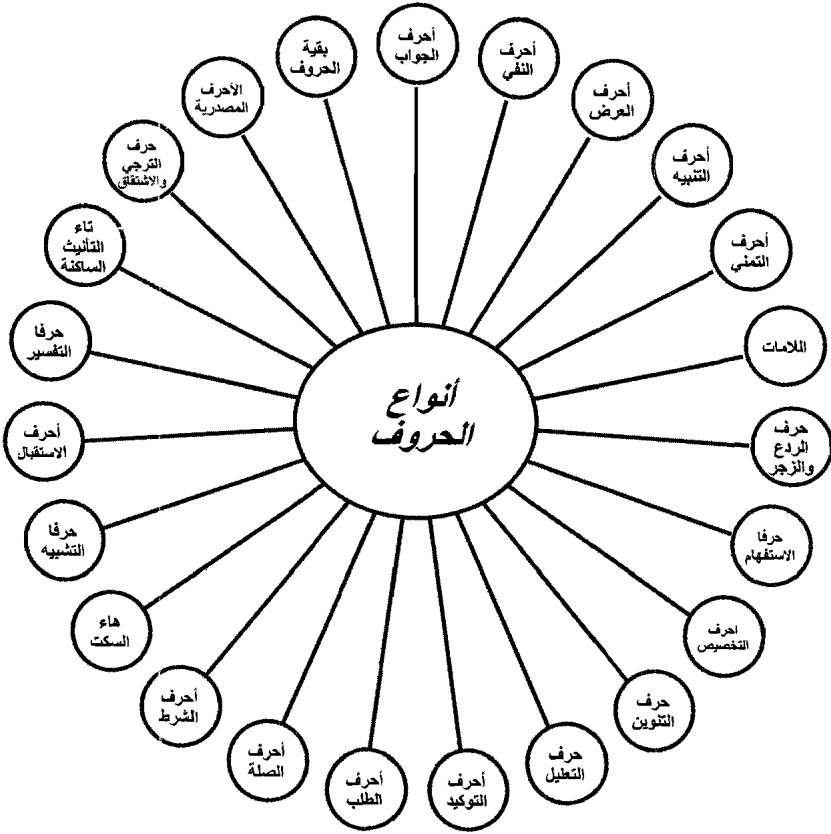 أنواع
الحروف
أحرف
الجواب
أحرف
النفي
أحرف
العرض
أحرف
التنبيه
أحرف
التمني
اللامات
حرف
الردع
والزجر
حرفا
الاستفهام
احرف
التخصيص
حرف
التنوين
حرف
التعليل
أحرف
التوكيد
أحرف
الطلب
أحرف
الصلة
أحرف
الشرط
هاء
السكت
حرفا
التشبيه
أحرف
الاستقبال
حرفا
التفسير
تاء
التأنيث
الساكنة
حرف
الترجي
والاشتقاق
الأحرف
المصدرية
بقية
الحروف